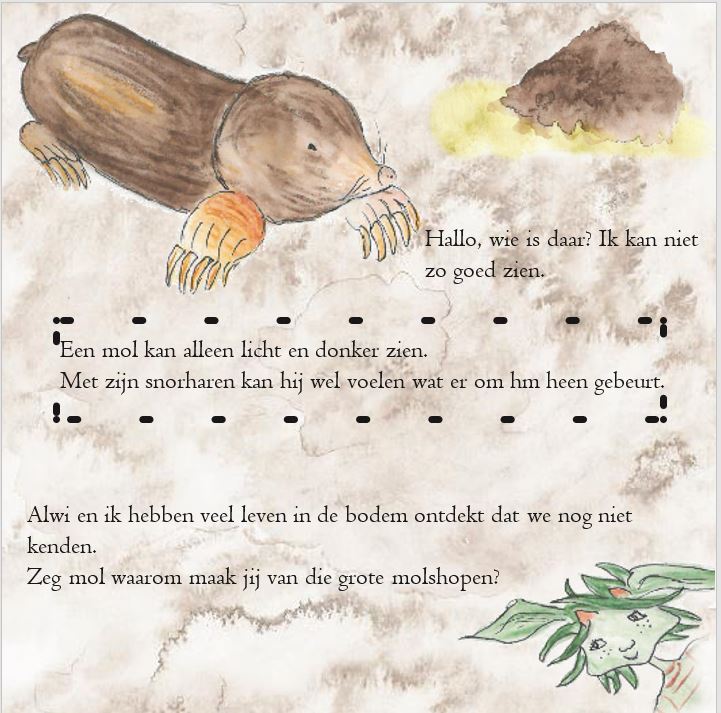 Hallo, wie is daar? Ik kan niet
zo goed zien.
Een mol kan alleen licht en donker zien.
Met zijn snorharen kan hij wel voelen wat er om hm heen gebeurt.
Alwi en ik hebben veel leven in de bodem ontdekt dat we nog niet
kenden.
Zeg mol waarom maak jij van die grote molshopen?